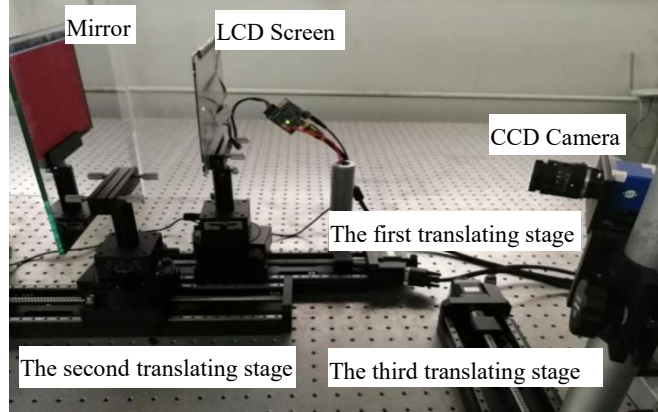 Mirror
LCD Screen
CCD Camera
The first translating stage
The second translating stage
The third translating stage